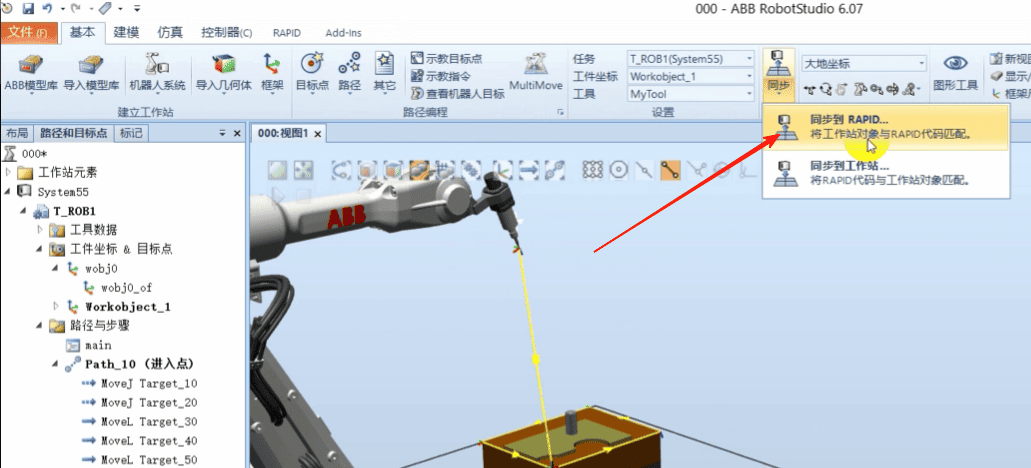 000 - ABB RobotStudio 6.07
文件(F) 基本 建模 仿真 控制器(C) RAPID Add-Ins
ABB模型库 导入模型库 机器人系统 导入几何体 框架
建立工作站
目标点 路径 其它
示教目标点
示教指令
查看机器人目标
MultiMove
路径编程
任务 T_ROB1(System55)
工件坐标 Workobject_1
工具 MyTool
设置
同步
大地坐标
图形工具
新视图
显示/
框架
同步到 RAPID...
将工作站对象与RAPID代码匹配。
同步到工作站...
将RAPID代码与工作站对象匹配。
布局 路径和目标点 标记
000:视图1
000*
工作站元素
System55
T_ROB1
工具数据
工件坐标 & 目标点
wobj0
wobj0_of
Workobject_1
路径与步骤
main
Path_10 (进入点)
MoveJ Target_10
MoveJ Target_20
MoveL Target_30
MoveL Target_40
MoveL Target_50
ABB